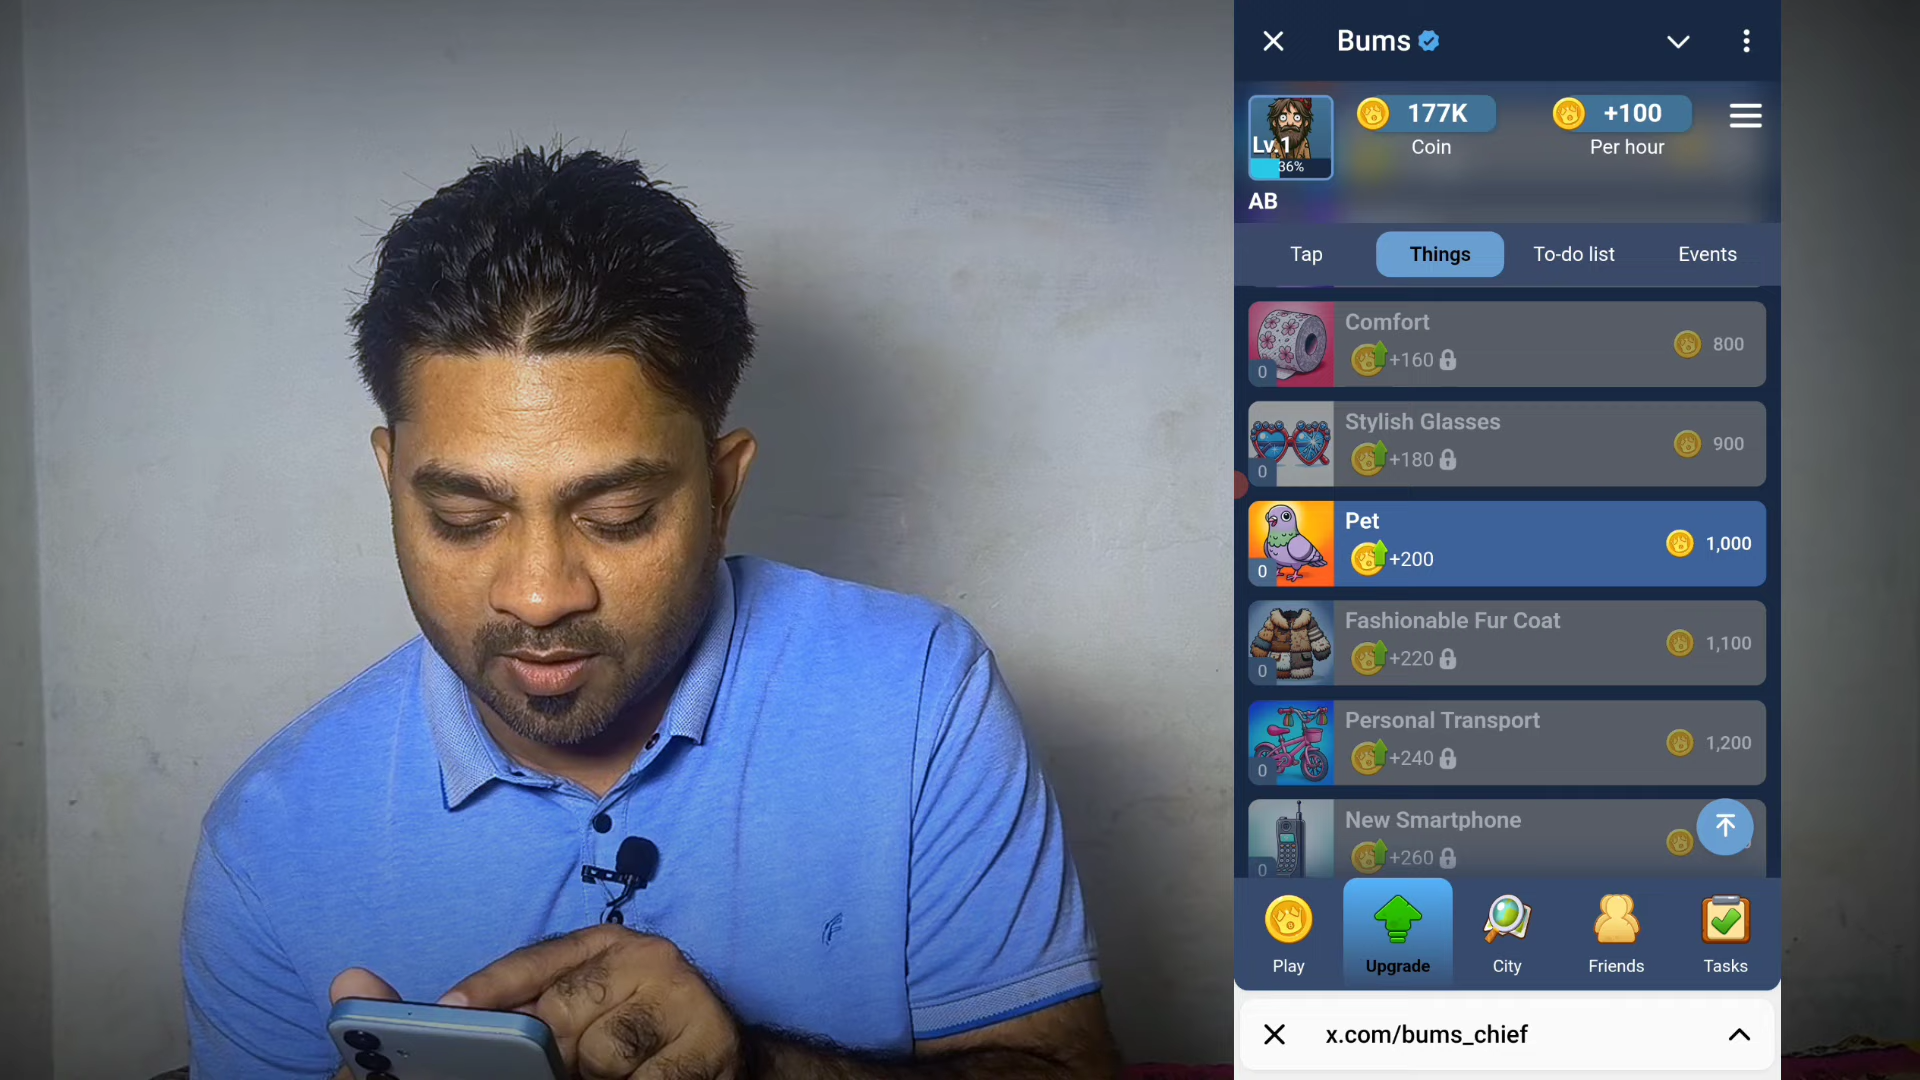 Bums
177K
+100
Coin
Per hour
Lv.1
36%
AB
Tap
Things
To-do list
Events
Comfort
+160
800
0
Stylish Glasses
+180
900
0
Pet
+200
1,000
0
Fashionable Fur Coat
+220
1,100
0
Personal Transport
+240
1,200
0
New Smartphone
+260
0
Play
Upgrade
City
Friends
Tasks
x.com/bums_chief